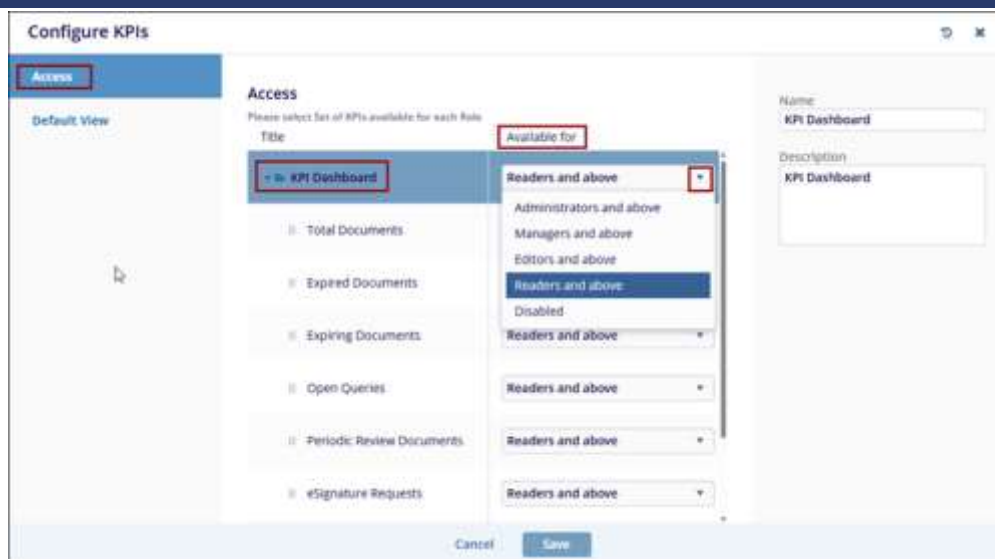 Configure KPIs
Access
Default View
Access
Please select Set of KPIs available for each Role
Title
Available for
KPI Dashboard
Readers and above
Administrators and above
Managers and above
Editors and above
Readers and above
Disabled
Total Documents
Expired Documents
Expiring Documents
Readers and above
Open Queries
Readers and above
Periodic Review Documents
Readers and above
eSignature Requests
Readers and above
Name
KPI Dashboard
Description
KPI Dashboard
Cancel
Save